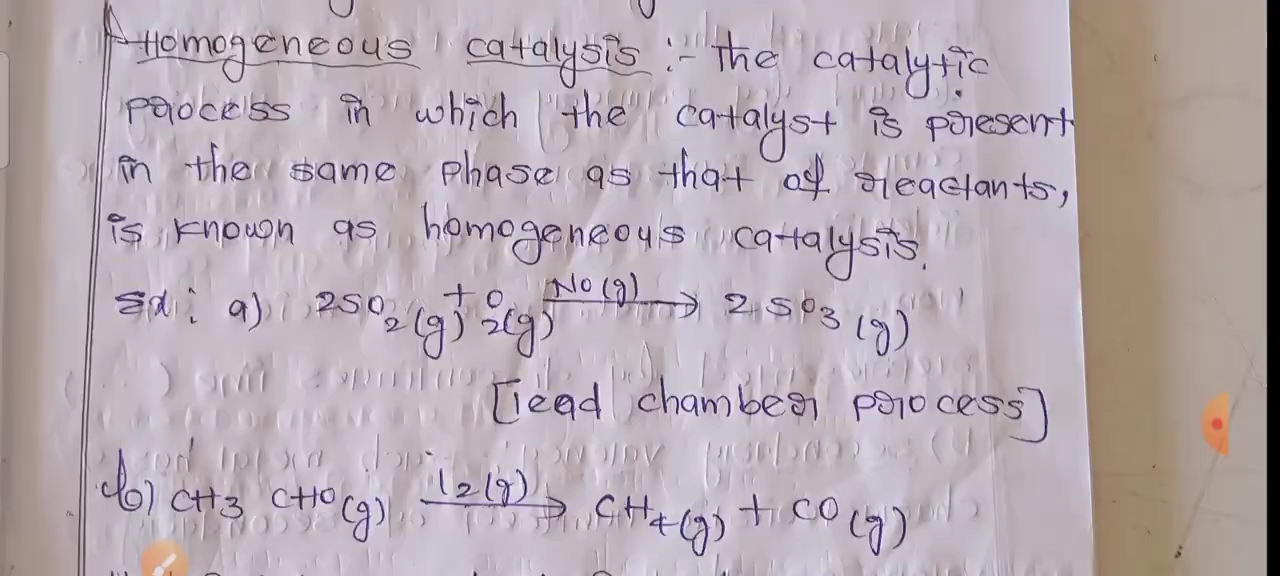 Homogeneous catalysis :- The catalytic
process in which the catalyst is present
in the same phase as that of reactants,
is known as homogeneous catalysis.
Ex: a) 2SO2(g) + O2(g) NO(g) → 2SO3(g)
[lead chamber process]
b) CH3 CHO(g) I2(g) → CH4(g) + CO(g)